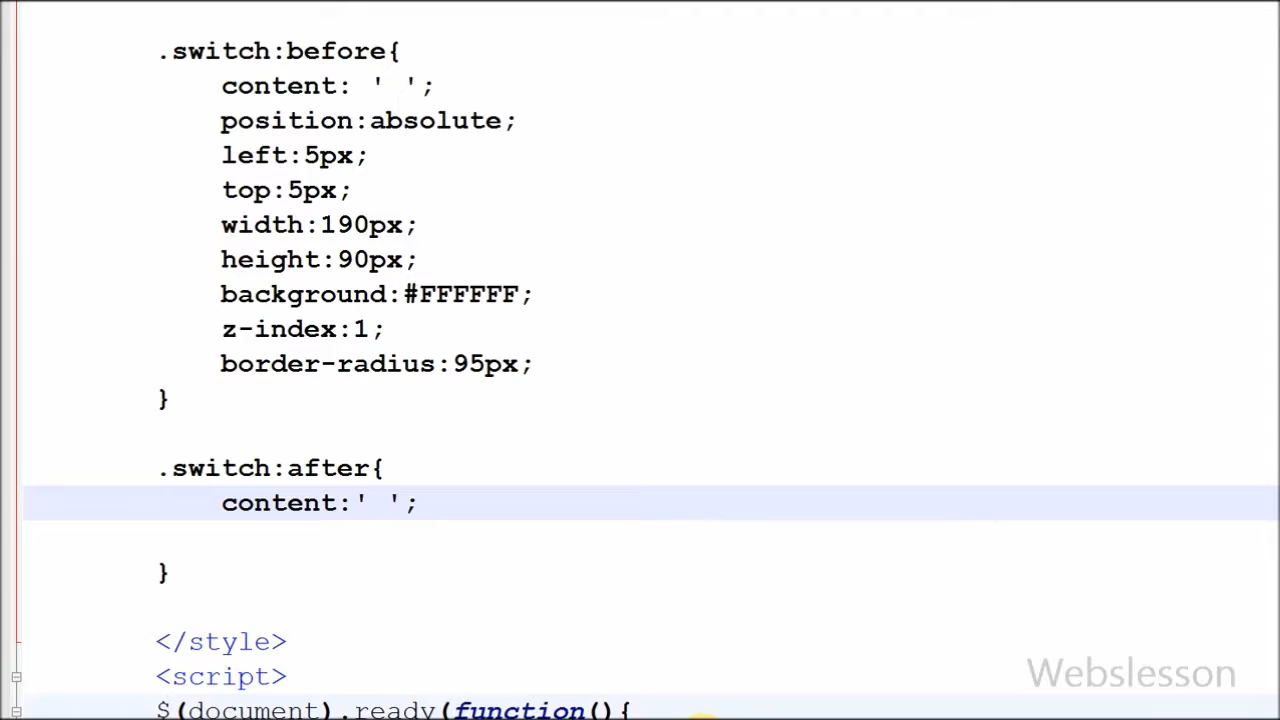 .switch:before{
content: ' ';
position:absolute;
left:5px;
top:5px;
width:190px;
height:90px;
background:#FFFFFF;
z-index:1;
border-radius:95px;
}
.switch:after{
content:' ';
}
</style>
<script>
$(document).ready(function(){
Webslesson